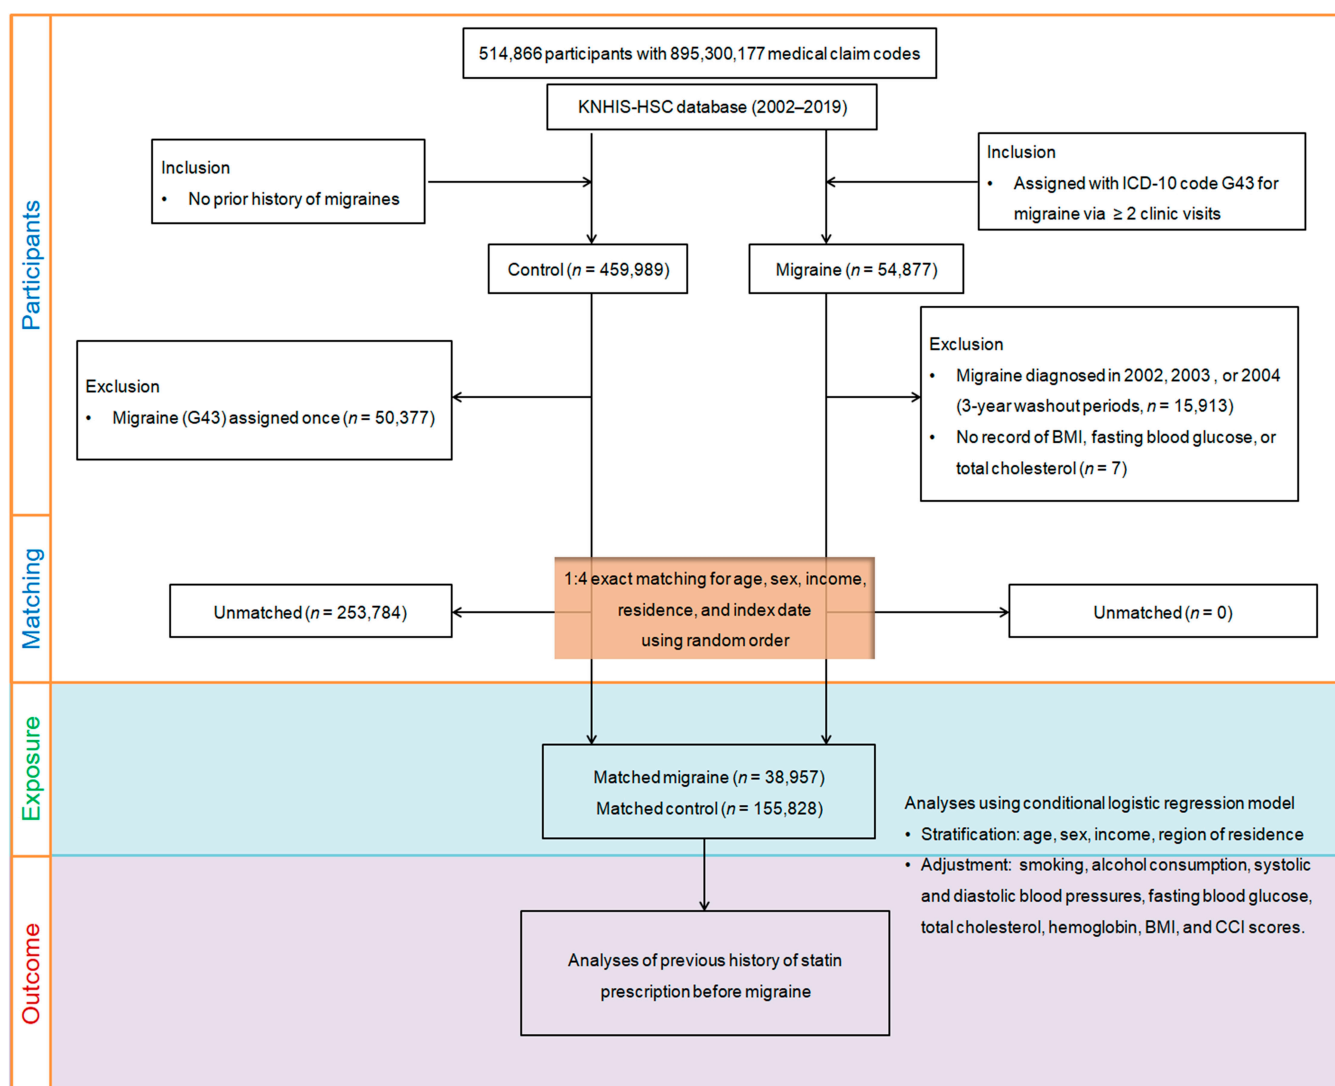 514,866 participants with 895,300,177 medical claim codes
KNHIS-HSC database (2002–2019)
Participants
Inclusion
• No prior history of migraines
Inclusion
• Assigned with ICD-10 code G43 for
migraine via ≥ 2 clinic visits
Control (n = 459,989)
Migraine (n = 54,877)
Exclusion
• Migraine (G43) assigned once (n = 50,377)
Exclusion
• Migraine diagnosed in 2002, 2003 , or 2004
(3-year washout periods, n = 15,913)
• No record of BMI, fasting blood glucose, or
total cholesterol (n = 7)
Matching
1:4 exact matching for age, sex, income,
residence, and index date
using random order
Unmatched (n = 253,784)
Unmatched (n = 0)
Exposure
Matched migraine (n = 38,957)
Matched control (n = 155,828)
Analyses using conditional logistic regression model
• Stratification: age, sex, income, region of residence
• Adjustment: smoking, alcohol consumption, systolic
and diastolic blood pressures, fasting blood glucose,
total cholesterol, hemoglobin, BMI, and CCI scores.
Outcome
Analyses of previous history of statin
prescription before migraine